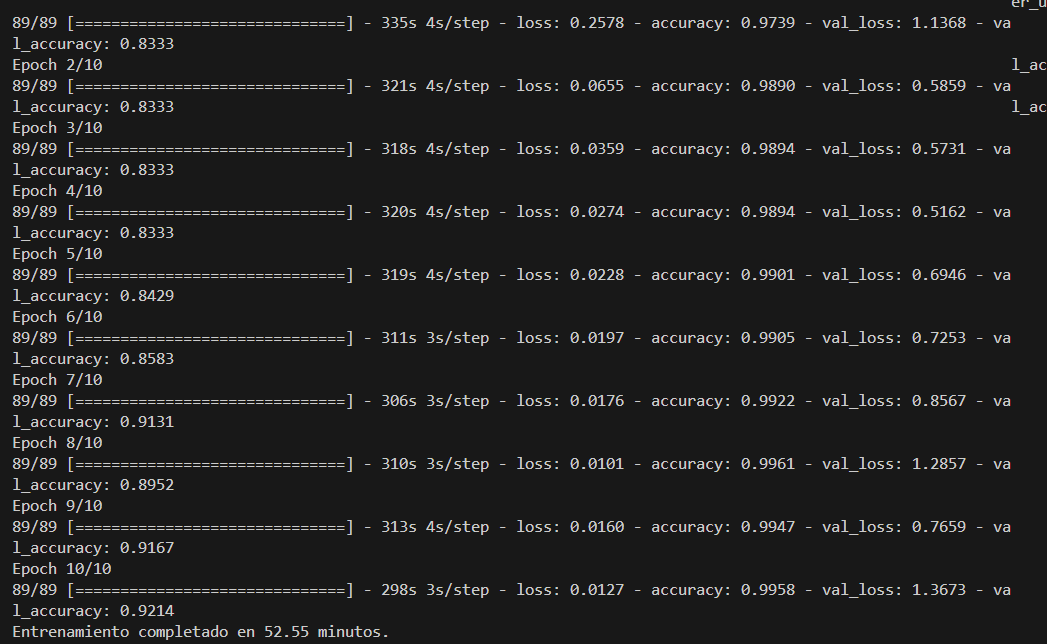 er_u
89/89 [==============================] - 335s 4s/step - loss: 0.2578 - accuracy: 0.9739 - val_loss: 1.1368 - va
l_accuracy: 0.8333
Epoch 2/10 l_ac
89/89 [==============================] - 321s 4s/step - loss: 0.0655 - accuracy: 0.9890 - val_loss: 0.5859 - va
l_accuracy: 0.8333 l_ac
Epoch 3/10
89/89 [==============================] - 318s 4s/step - loss: 0.0359 - accuracy: 0.9894 - val_loss: 0.5731 - va
l_accuracy: 0.8333
Epoch 4/10
89/89 [==============================] - 320s 4s/step - loss: 0.0274 - accuracy: 0.9894 - val_loss: 0.5162 - va
l_accuracy: 0.8333
Epoch 5/10
89/89 [==============================] - 319s 4s/step - loss: 0.0228 - accuracy: 0.9901 - val_loss: 0.6946 - va
l_accuracy: 0.8429
Epoch 6/10
89/89 [==============================] - 311s 3s/step - loss: 0.0197 - accuracy: 0.9905 - val_loss: 0.7253 - va
l_accuracy: 0.8583
Epoch 7/10
89/89 [==============================] - 306s 3s/step - loss: 0.0176 - accuracy: 0.9922 - val_loss: 0.8567 - va
l_accuracy: 0.9131
Epoch 8/10
89/89 [==============================] - 310s 3s/step - loss: 0.0101 - accuracy: 0.9961 - val_loss: 1.2857 - va
l_accuracy: 0.8952
Epoch 9/10
89/89 [==============================] - 313s 4s/step - loss: 0.0160 - accuracy: 0.9947 - val_loss: 0.7659 - va
l_accuracy: 0.9167
Epoch 10/10
89/89 [==============================] - 298s 3s/step - loss: 0.0127 - accuracy: 0.9958 - val_loss: 1.3673 - va
l_accuracy: 0.9214
Entrenamiento completado en 52.55 minutos.